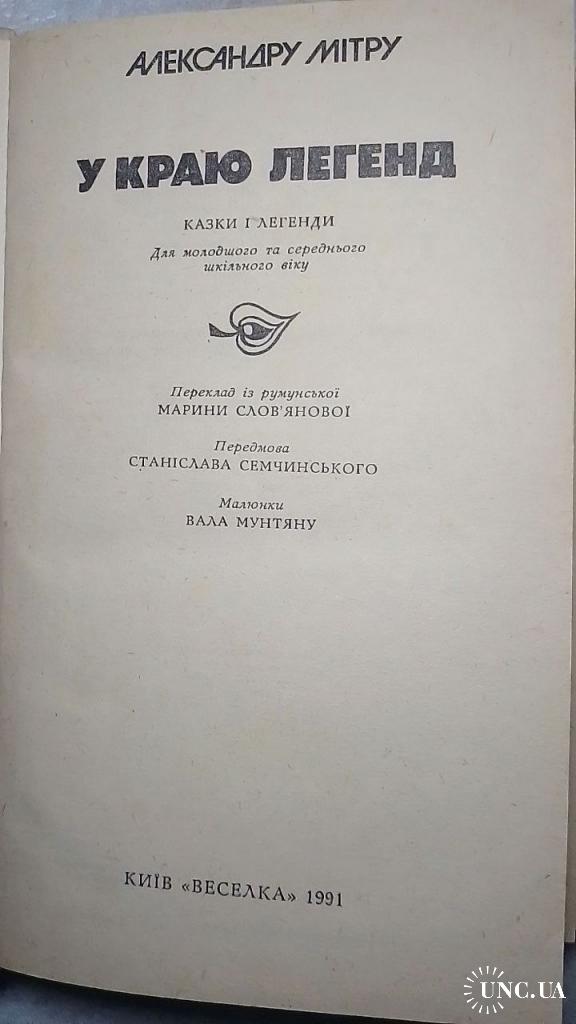 АЛЕКСАНДРУ МІТРУ
У КРАЮ ЛЕГЕНД
КАЗКИ І ЛЕГЕНДИ
Для молодшого та середнього
шкільного віку
Переклад із румунської
МАРИНИ СЛОВ'ЯНОВОЇ
Передмова
СТАНІСЛАВА СЕМЧИНСЬКОГО
Малюнки
ВАЛА МУНТЯНУ
КИЇВ «ВЕСЕЛКА» 1991
UNC.UA